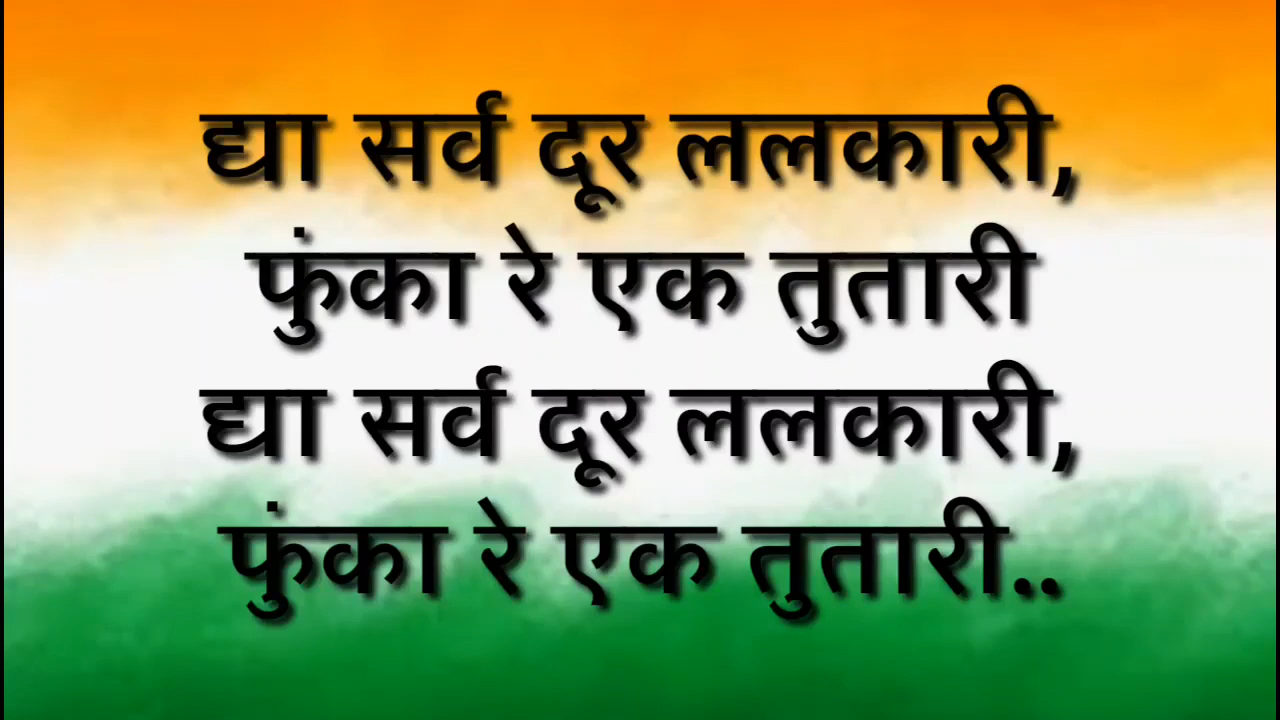 द्या सर्व दूर ललकारी,
फुंका रे एक तुतारी
द्या सर्व दूर ललकारी,
फुंका रे एक तुतारी..